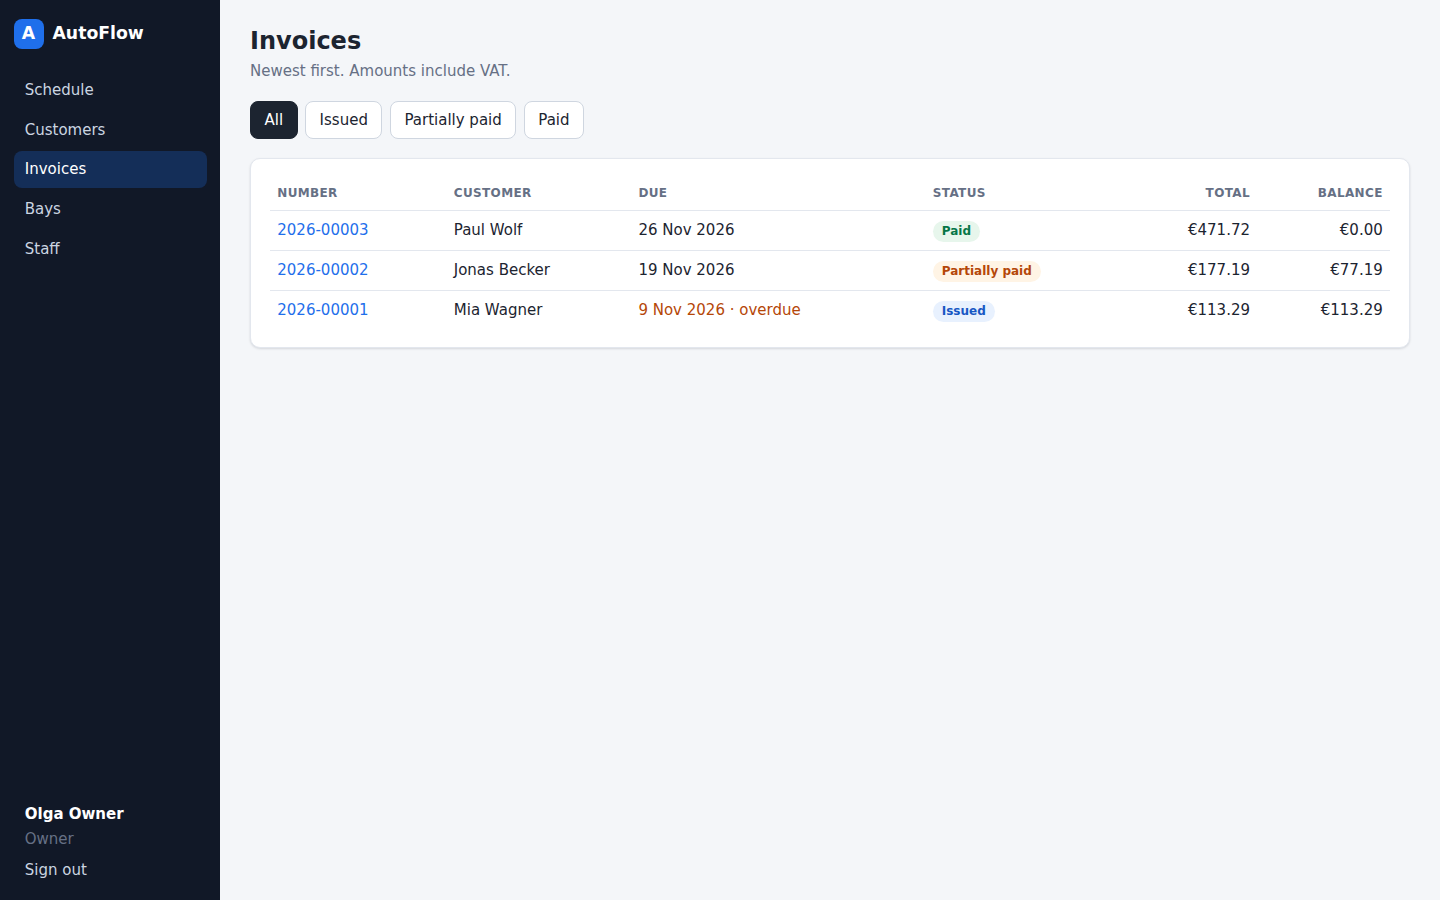 A AutoFlow
Schedule
Customers
Invoices
Bays
Staff
Olga Owner
Owner
Sign out
Invoices
Newest first. Amounts include VAT.
All Issued Partially paid Paid
NUMBER CUSTOMER DUE STATUS TOTAL BALANCE
2026-00003 Paul Wolf 26 Nov 2026 Paid €471.72 €0.00
2026-00002 Jonas Becker 19 Nov 2026 Partially paid €177.19 €77.19
2026-00001 Mia Wagner 9 Nov 2026 · overdue Issued €113.29 €113.29